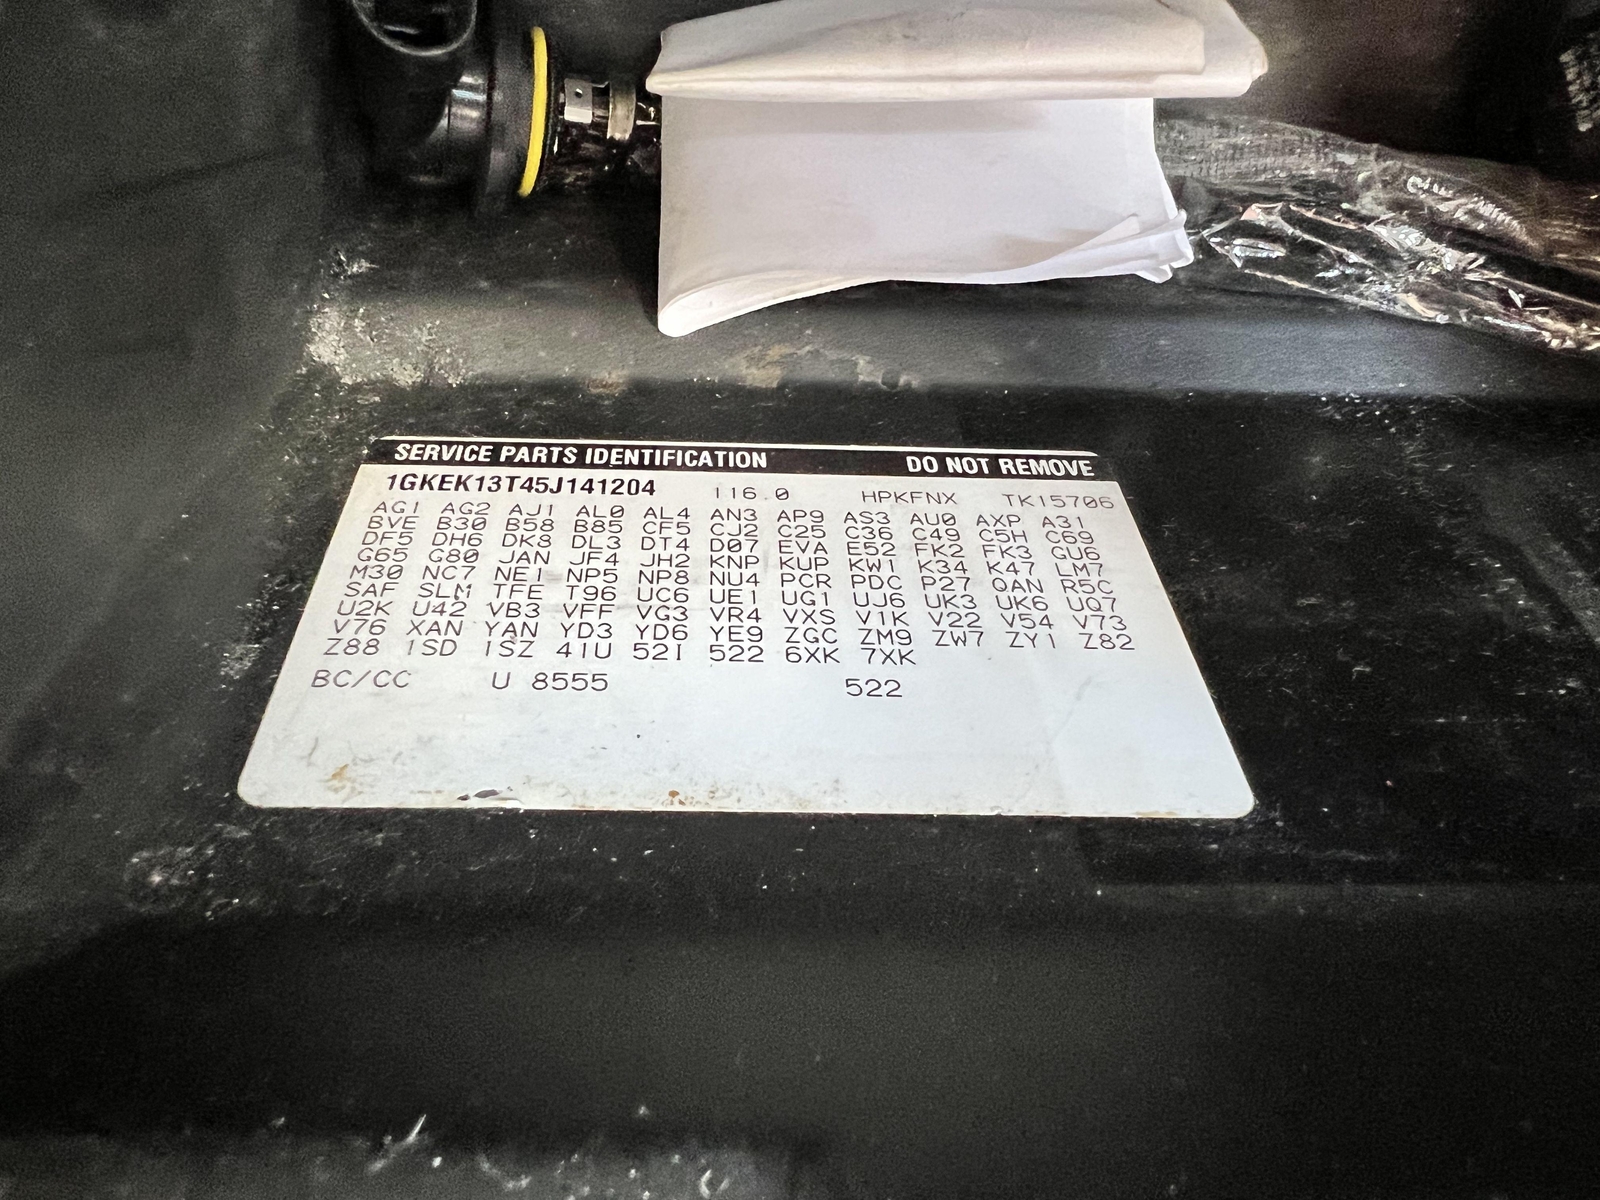 SERVICE PARTS IDENTIFICATION DO NOT REMOVE
1GKEK13T45J141204 116.0 HPKFNX TK15706
AG1 AG2 AJ1 AL0 AL4 AN3 AP9 AS3 AU0 AXP A31
BVE B30 B58 B85 CF5 CJ2 C25 C36 C49 C5H C69
DF5 DH6 DK8 DL3 DT4 D07 EVA E52 FK2 FK3 GU6
G65 G80 JAN JF4 JH2 KNP KUP KW1 K34 K47 LM7
M30 NC7 NE1 NP5 NP8 NU4 PCR PDC P27 QAN R5C
SAF SLM TFE T96 UC6 UE1 UG1 UJ6 UK3 UK6 UQ7
U2K U42 VB3 VFF VG3 VR4 VXS V1K V22 V54 V73
V76 XAN YAN YD3 YD6 YE9 ZGC ZM9 ZW7 ZY1 Z82
Z88 1SD 1SZ 41U 52I 522 6XK 7XK
BC/CC U 8555 522